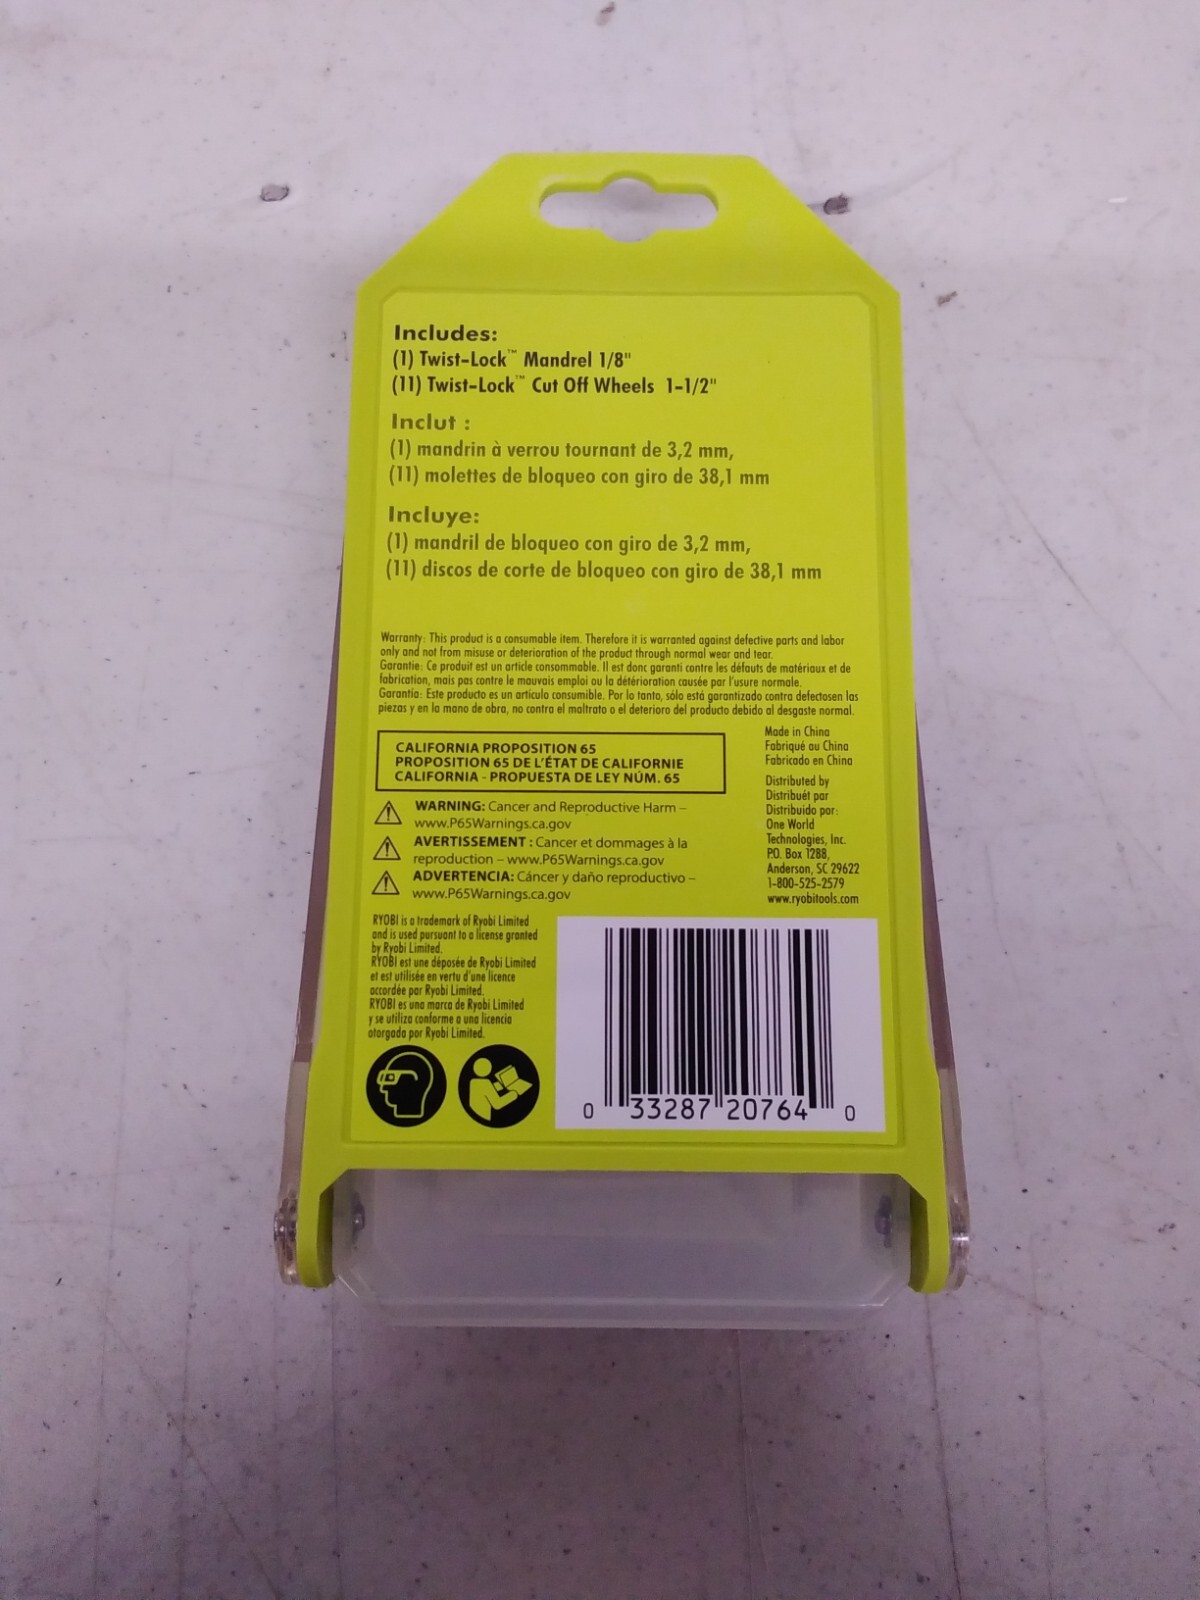 Includes:
(1) Twist-Lock™ Mandrel 1/8"
(11) Twist-Lock™ Cut Off Wheels 1-1/2"
Inclut :
(1) mandrin à verrou tournant de 3,2 mm,
(11) molettes de bloqueo con giro de 38,1 mm
Incluye:
(1) mandril de bloqueo con giro de 3,2 mm,
(11) discos de corte de bloqueo con giro de 38,1 mm
Warranty: This product is a consumable item. Therefore it is warranted against defective parts and labor
only and not from misuse or deterioration of the product through normal wear and tear.
Garantie: Ce produit est un article consommable. Il est donc garanti contre les défauts de matériaux et de
fabrication, mais pas contre le mauvais emploi ou la détérioration causée par l'usure normale.
Garantía: Este producto es un artículo consumible. Por lo tanto, sólo está garantizado contra defectosen las
piezas y en la mano de obra, no contra el maltrato o el deterioro del producto debido al desgaste normal.
CALIFORNIA PROPOSITION 65
PROPOSITION 65 DE L'ÉTAT DE CALIFORNIE
CALIFORNIA - PROPUESTA DE LEY NÚM. 65
WARNING: Cancer and Reproductive Harm –
www.P65Warnings.ca.gov
AVERTISSEMENT : Cancer et dommages à la
reproduction – www.P65Warnings.ca.gov
ADVERTENCIA: Cáncer y daño reproductivo –
www.P65Warnings.ca.gov
Made in China
Fabriqué au China
Fabricado en China
Distributed by
Distribuét par
Distribuido por:
One World
Technologies, Inc.
P.O. Box 1288,
Anderson, SC 29622
1-800-525-2579
www.ryobitools.com
RYOBI is a trademark of Ryobi Limited
and is used pursuant to a license granted
by Ryobi Limited.
RYOBI est une déposée de Ryobi Limited
et est utilisée en vertu d'une licence
accordée par Ryobi Limited.
RYOBI es una marca de Ryobi Limited
y se utiliza conforme a una licencia
otorgada por Ryobi Limited.
0 33287 20764 0